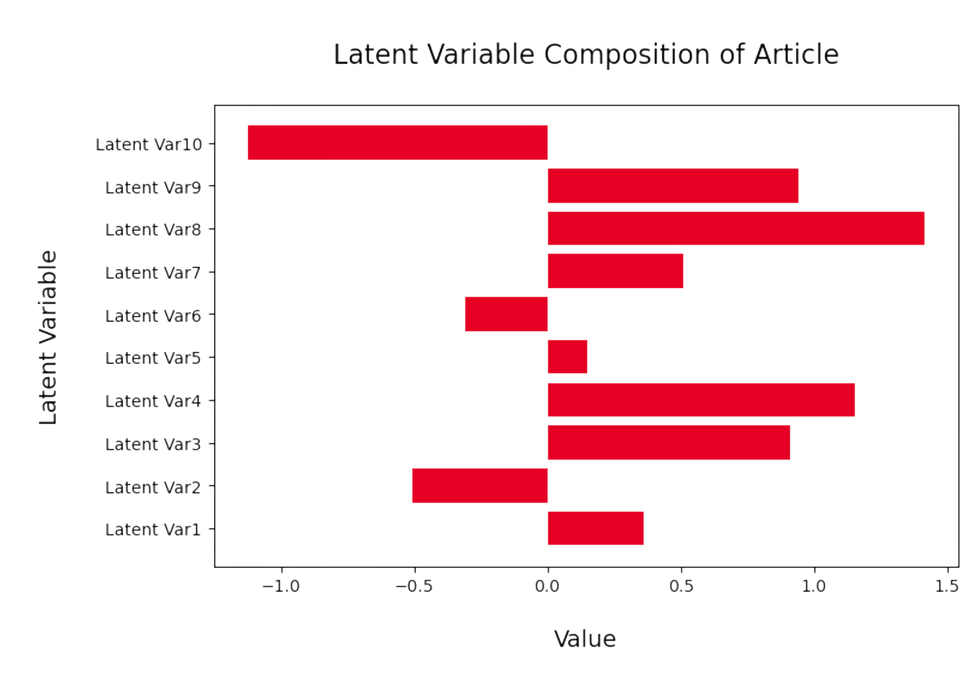 Latent Variable Composition of Article
Latent Variable
Latent Var10
Latent Var9
Latent Var8
Latent Var7
Latent Var6
Latent Var5
Latent Var4
Latent Var3
Latent Var2
Latent Var1
−1.0 −0.5 0.0 0.5 1.0 1.5
Value